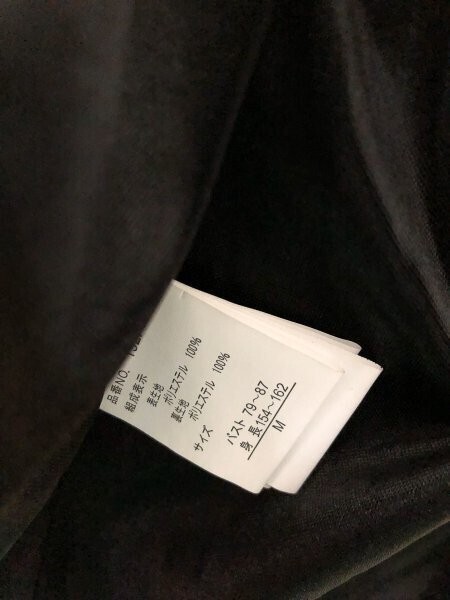 品番NO.
組成表示
表生地 ポリエステル 100%
裏生地 ポリエステル 100%
サイズ
バスト 79~87
身 長 154~162
M